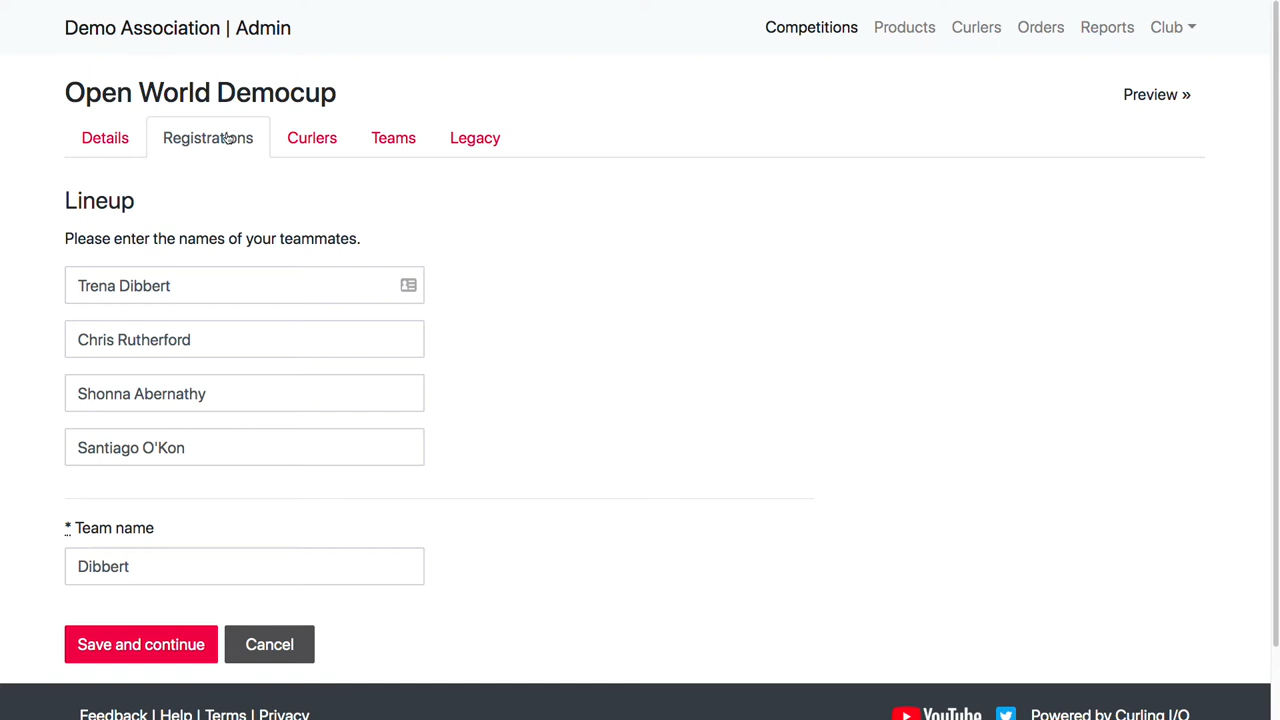 Demo Association | Admin
Competitions Products Curlers Orders Reports Club
Open World Democup
Preview »
Details Registrations Curlers Teams Legacy
Lineup
Please enter the names of your teammates.
Trena Dibbert
Chris Rutherford
Shonna Abernathy
Santiago O'Kon
* Team name
Dibbert
Save and continue Cancel
Feedback | Help | Terms | Privacy
YouTube Powered by Curling I/O